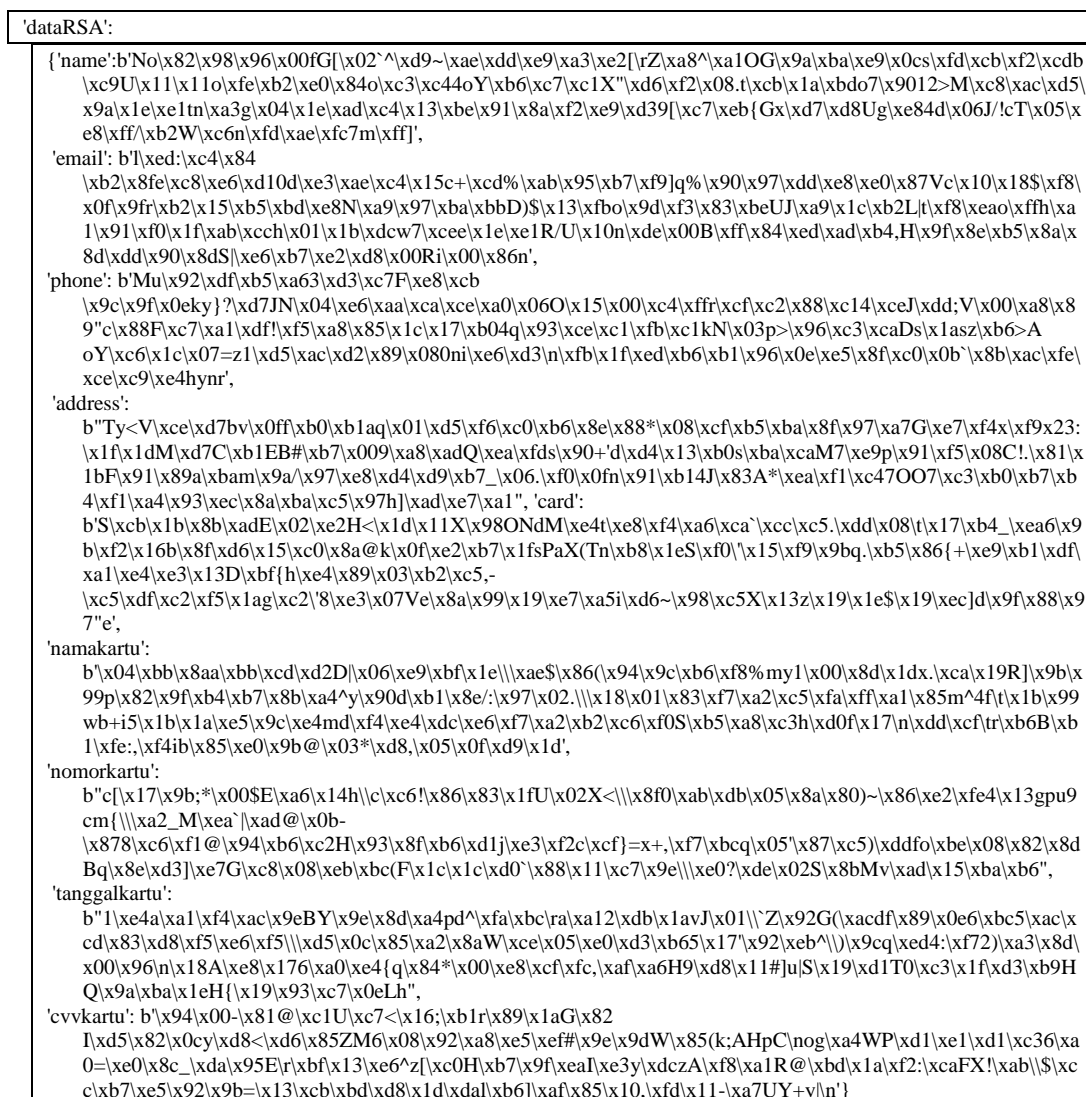 'dataRSA':
{'name':b'No\x82\x98\x96\x00fG[\x02`^\xd9~\xae\xdd\xe9\xa3\xe2[\rZ\xa8^\xa1OG\x9a\xba\xe9\x0cs\xfd\xcb\xf2\xcdb
\xc9U\x11\x11o\xfe\xb2\xe0\x84o\xc3\xc44oY\xb6\xc7\xc1X"\xd6\xf2\x08.t\xcb\x1a\xbdo7\x9012>M\xc8\xac\xd5\
x9a\x1e\xe1tn\xa3g\x04\x1e\xad\xc4\x13\xbe\x91\x8a\xf2\xe9\xd39[\xc7\xeb{Gx\xd7\xd8Ug\xe84d\x06J/!cT\x05\x
e8\xff/\xb2W\xc6n\xfd\xae\xfc7m\xff]',
'email': b'l\xed:\xc4\x84
\xb2\x8fe\xc8\xe6\xd10d\xe3\xae\xc4\x15c+\xcd%\xab\x95\xb7\xf9]q%\x90\x97\xdd\xe8\xe0\x87Vc\x10\x18$\xf8\
x0f\x9fr\xb2\x15\xb5\xbd\xe8N\xa9\x97\xba\xbbD)$\x13\xfbo\x9d\xf3\x83\xbeUJ\xa9\x1c\xb2L|t\xf8\xeao\xffh\xa
1\x91\xf0\x1f\xab\xcch\x01\x1b\xdcw7\xcee\x1e\xe1R/U\x10n\xde\x00B\xff\x84\xed\xad\xb4,H\x9f\x8e\xb5\x8a\x
8d\xdd\x90\x8dS|\xe6\xb7\xe2\xd8\x00Ri\x00\x86n',
'phone': b'Mu\x92\xdf\xb5\xa63\xd3\xc7F\xe8\xcb
\x9c\x9f\x0eky}?\xd7JN\x04\xe6\xaa\xca\xce\xa0\x06O\x15\x00\xc4\xffr\xcf\xc2\x88\xc14\xceJ\xdd;V\x00\xa8\x8
9"c\x88F\xc7\xa1\xdf!\xf5\xa8\x85\x1c\x17\xb04q\x93\xce\xc1\xfb\xc1kN\x03p>\x96\xc3\xcaDs\x1asz\xb6>A
oY\xc6\x1c\x07=z1\xd5\xac\xd2\x89\x080ni\xe6\xd3\n\xfb\x1f\xed\xb6\xb1\x96\x0e\xe5\x8f\xc0\x0b`\x8b\xac\xfe\
xce\xc9\xe4hynr',
'address':
b"Ty<V\xce\xd7bv\x0ff\xb0\xb1aq\x01\xd5\xf6\xc0\xb6\x8e\x88*\x08\xcf\xb5\xba\x8f\x97\xa7G\xe7\xf4x\xf9x23:
\x1f\x1dM\xd7C\xb1EB#\xb7\x009\xa8\xadQ\xea\xfds\x90+'d\xd4\x13\xb0s\xba\xcaM7\xe9p\x91\xf5\x08C!.\x81\x
1bF\x91\x89a\xbam\x9a/\x97\xe8\xd4\xd9\xb7_\x06.\xf0\x0fn\x91\xb14J\x83A*\xea\xf1\xc47OO7\xc3\xb0\xb7\xb
4\xf1\xa4\x93\xec\x8a\xba\xc5\x97h]\xad\xe7\xa1", 'card':
b'S\xcb\x1b\x8b\xadE\x02\xe2H<\x1d\x11X\x98ONdM\xe4t\xe8\xf4\xa6\xca`\xcc\xc5.\xdd\x08\t\x17\xb4_\xea6\x9
b\xf2\x16b\x8f\xd6\x15\xc0\x8a@k\x0f\xe2\xb7\x1fsPaX(Tn\xb8\x1eS\xf0\'\x15\xf9\x9bq.\xb5\x86{+\xe9\xb1\xdf\
xa1\xe4\xe3\x13D\xbf{h\xe4\x89\x03\xb2\xc5,-
\xc5\xdf\xc2\xf5\x1ag\xc2\'8\xe3\x07Ve\x8a\x99\x19\xe7\xa5i\xd6~\x98\xc5X\x13z\x19\x1e$\x19\xec]d\x9f\x88\x9
7"e',
'namakartu':
b'\x04\xbb\x8aa\xbb\xcd\xd2D|\x06\xe9\xbf\x1e\\\xae$\x86(\x94\x9c\xb6\xf8%my1\x00\x8d\x1dx.\xca\x19R]\x9b\x
99p\x82\x9f\xb4\xb7\x8b\xa4^y\x90d\xb1\x8e/:\x97\x02.\\\x18\x01\x83\xf7\xa2\xc5\xfa\xff\xa1\x85m^4f\t\x1b\x99
wb+i5\x1b\x1a\xe5\x9c\xe4md\xf4\xe4\xdc\xe6\xf7\xa2\xb2\xc6\xf0S\xb5\xa8\xc3h\xd0f\x17\n\xdd\xcf\tr\xb6B\xb
1\xfe:,\xf4ib\x85\xe0\x9b@\x03*\xd8,\x05\x0f\xd9\x1d',
'nomorkartu':
b"c[\x17\x9b;*\x00$E\xa6\x14h\\c\xc6!\x86\x83\x1fU\x02X<\\\x8f0\xab\xdb\x05\x8a\x80)~\x86\xe2\xfe4\x13gpu9
cm{\\\xa2_M\xea`|\xad@\x0b-
\x878\xc6\xf1@\x94\xb6\xc2H\x93\x8f\xb6\xd1j\xe3\xf2c\xcf}=x+,\xf7\xbcq\x05'\x87\xc5)\xddfo\xbe\x08\x82\x8d
Bq\x8e\xd3]\xe7G\xc8\x08\xeb\xbc(F\x1c\x1c\xd0`\x88\x11\xc7\x9e\\\xe0?\xde\x02S\x8bMv\xad\x15\xba\xb6",
'tanggalkartu':
b"1\xe4a\xa1\xf4\xac\x9eBY\x9e\x8d\xa4pd^\xfa\xbc\ra\xa12\xdb\x1avJ\x01\\`Z\x92G(\xacdf\x89\x0e6\xbc5\xac\x
cd\x83\xd8\xf5\xe6\xf5\\\xd5\x0c\x85\xa2\x8aW\xce\x05\xe0\xd3\xb65\x17'\x92\xeb^\\)\x9cq\xed4:\xf72)\xa3\x8d\
x00\x96\n\x18A\xe8\x176\xa0\xe4{q\x84*\x00\xe8\xcf\xfc,\xaf\xa6H9\xd8\x11#]u|S\x19\xd1T0\xc3\x1f\xd3\xb9H
Q\x9a\xba\x1eH{\x19\x93\xc7\x0eLh",
'cvvkartu': b'\x94\x00-\x81@\xc1U\xc7<\x16;\xb1r\x89\x1aG\x82
I\xd5\x82\x0cy\xd8<\xd6\x85ZM6\x08\x92\xa8\xe5\xef#\x9e\x9dW\x85(k;AHpC\nog\xa4WP\xd1\xe1\xd1\xc36\xa
0=\xe0\x8c_\xda\x95E\r\xbf\x13\xe6^z[\xc0H\xb7\x9f\xeaI\xe3y\xdczA\xf8\xa1R@\xbd\x1a\xf2:\xcaFX!\xab\\$\xc
c\xb7\xe5\x92\x9b=\x13\xcb\xbd\xd8\x1d\xdal\xb6]\xaf\x85\x10,\xfd\x11-\xa7UY+v|\n'}